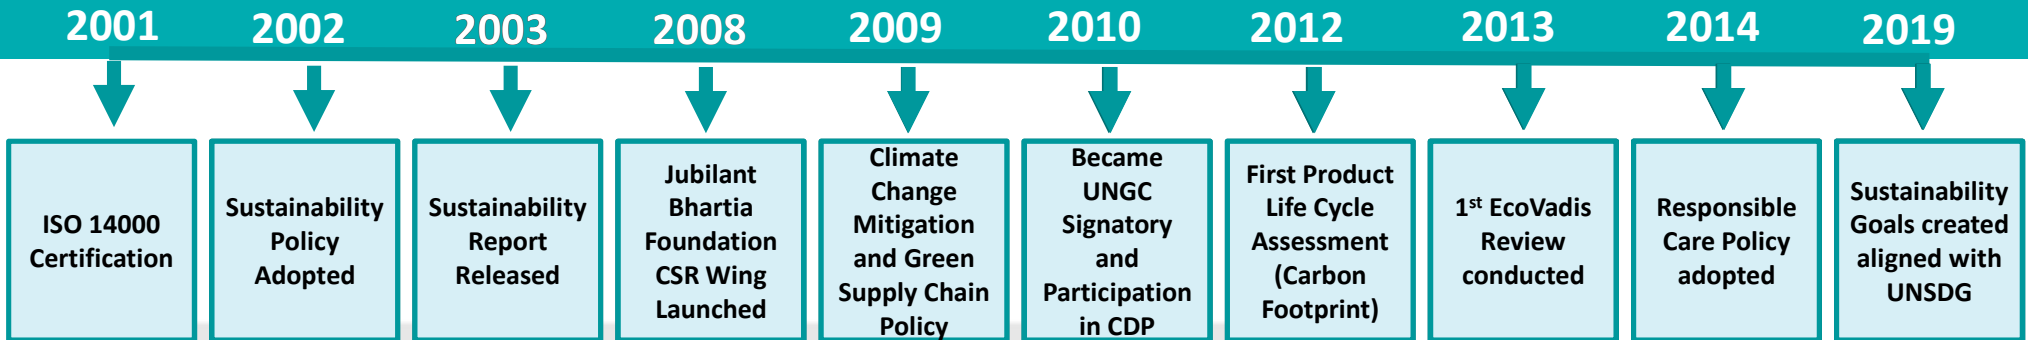 2001
2002
2003
2008
2009
2010
2012
2013
2014
2019
ISO 14000
Certification
Sustainability
Policy
Adopted
Sustainability
Report
Released
Jubilant
Bhartia
Foundation
CSR Wing
Launched
Climate
Change
Mitigation
and Green
Supply Chain
Policy
Became
UNGC
Signatory
and
Participation
in CDP
First Product
Life Cycle
Assessment
(Carbon
Footprint)
1st EcoVadis
Review
conducted
Responsible
Care Policy
adopted
Sustainability
Goals created
aligned with
UNSDG